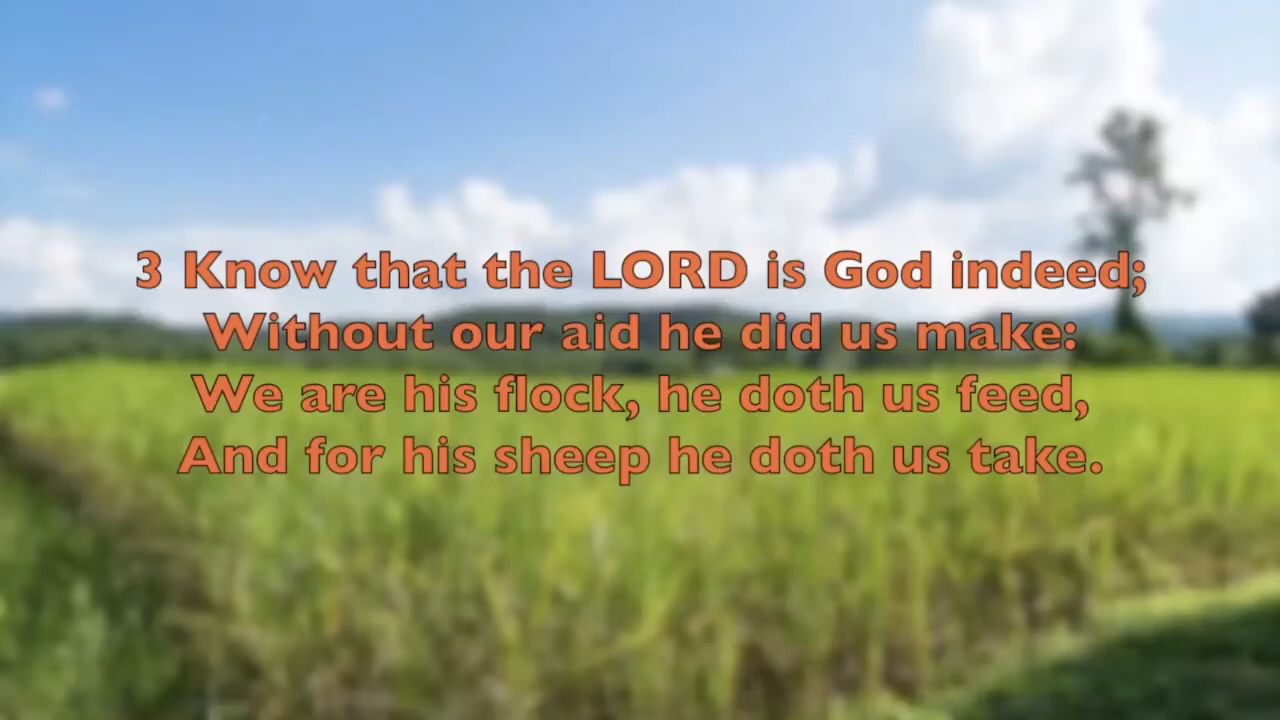 3 Know that the LORD is God indeed;
Without our aid he did us make:
We are his flock, he doth us feed,
And for his sheep he doth us take.